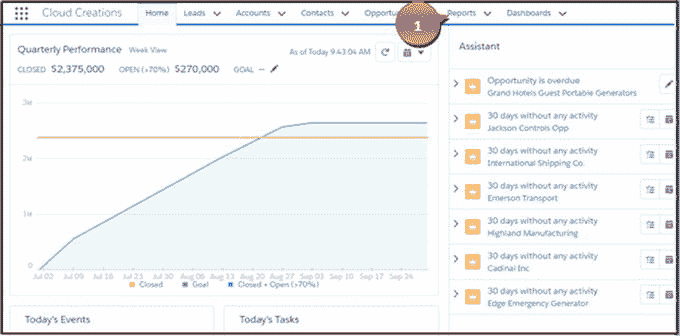 Cloud Creations Home Leads Accounts Contacts Reports Dashboards
1
Quarterly Performance Week View As of Today 9:43:04 AM
CLOSED $2,375,000 OPEN (>70%) $270,000 GOAL --
3M
2M
1M
0
Jul 02 Jul 09 Jul 16 Jul 23 Jul 30 Aug 06 Aug 13 Aug 20 Aug 27 Sep 03 Sep 10 Sep 17 Sep 24
Closed Goal Closed + Open (>70%)
Today's Events Today's Tasks
Assistant
Opportunity is overdue
Grand Hotels Guest Portable Generators
30 days without any activity
Jackson Controls Opp
30 days without any activity
International Shipping Co.
30 days without any activity
Emerson Transport
30 days without any activity
Highland Manufacturing
30 days without any activity
Cadinal Inc
30 days without any activity
Edge Emergency Generator